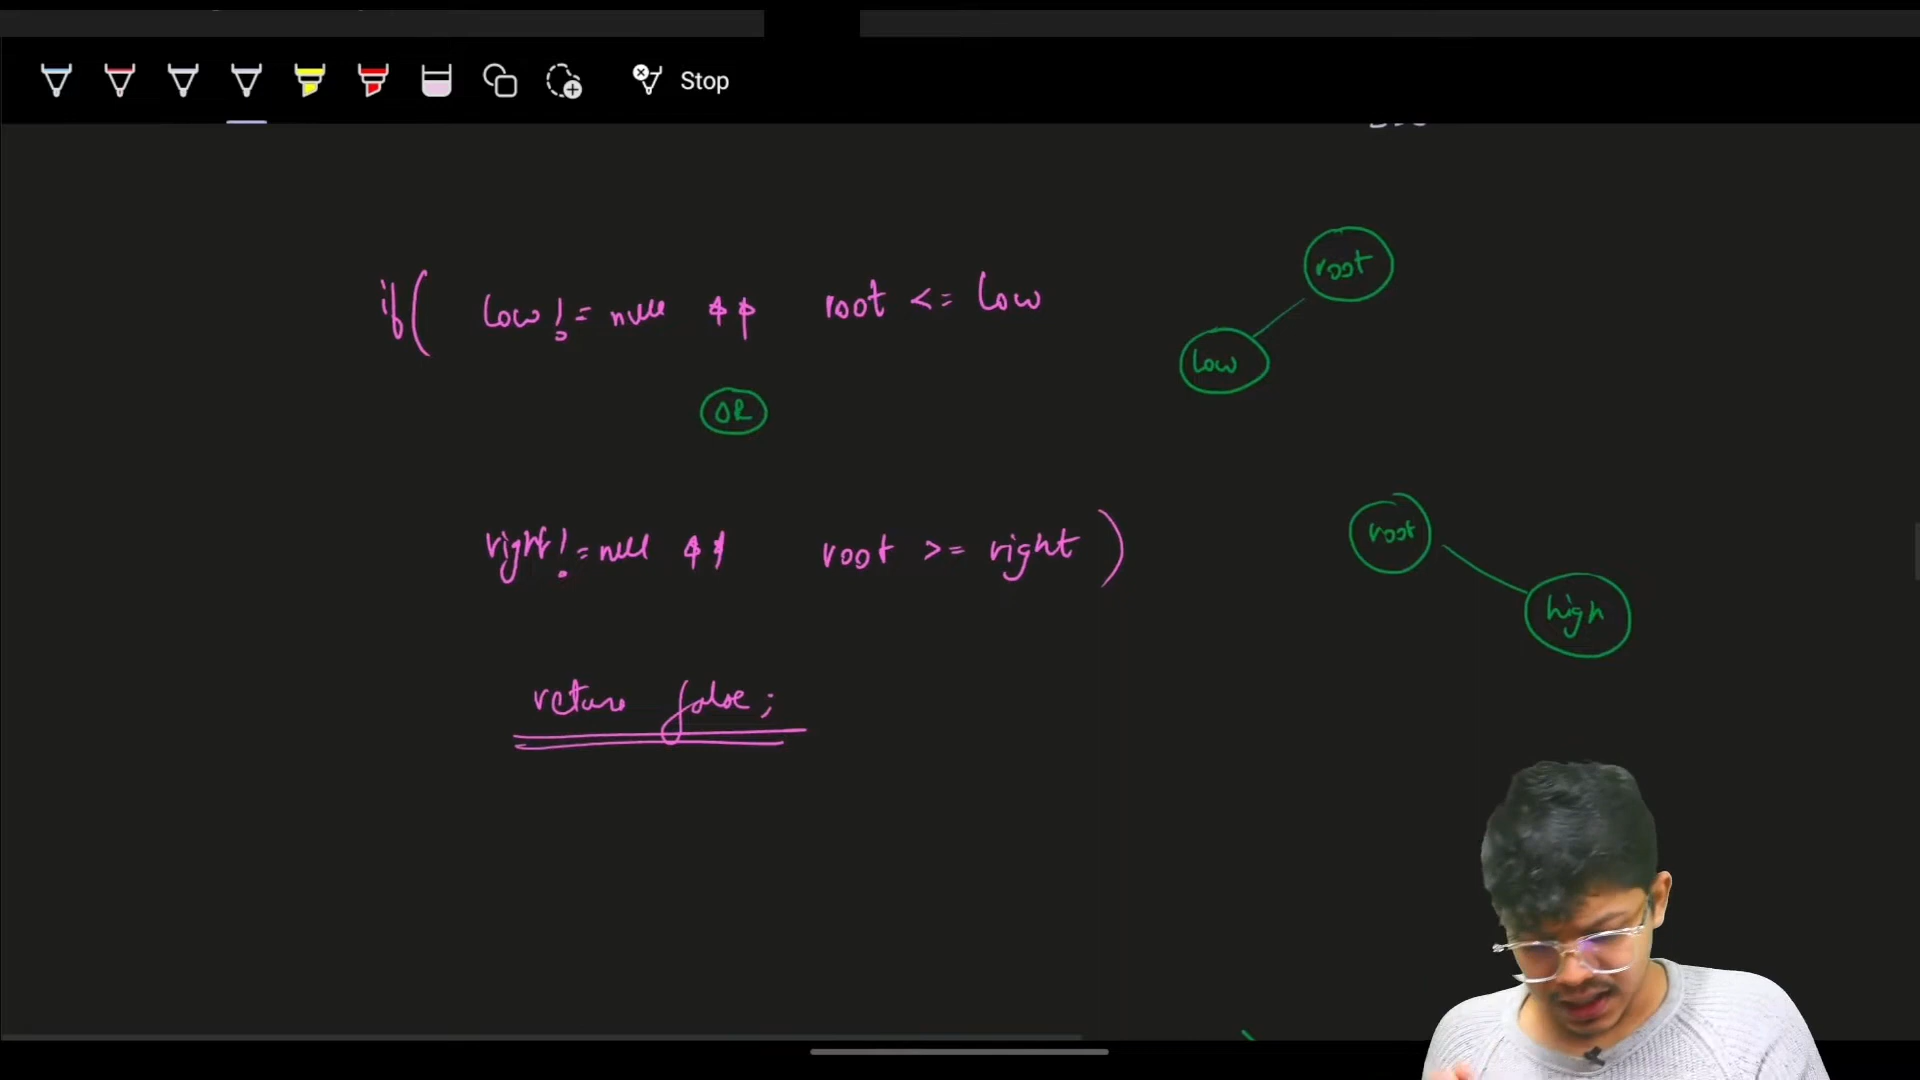 Stop
if( low != null && root <= low
OR
right != null && root >= right )
return false;
root
low
root
high